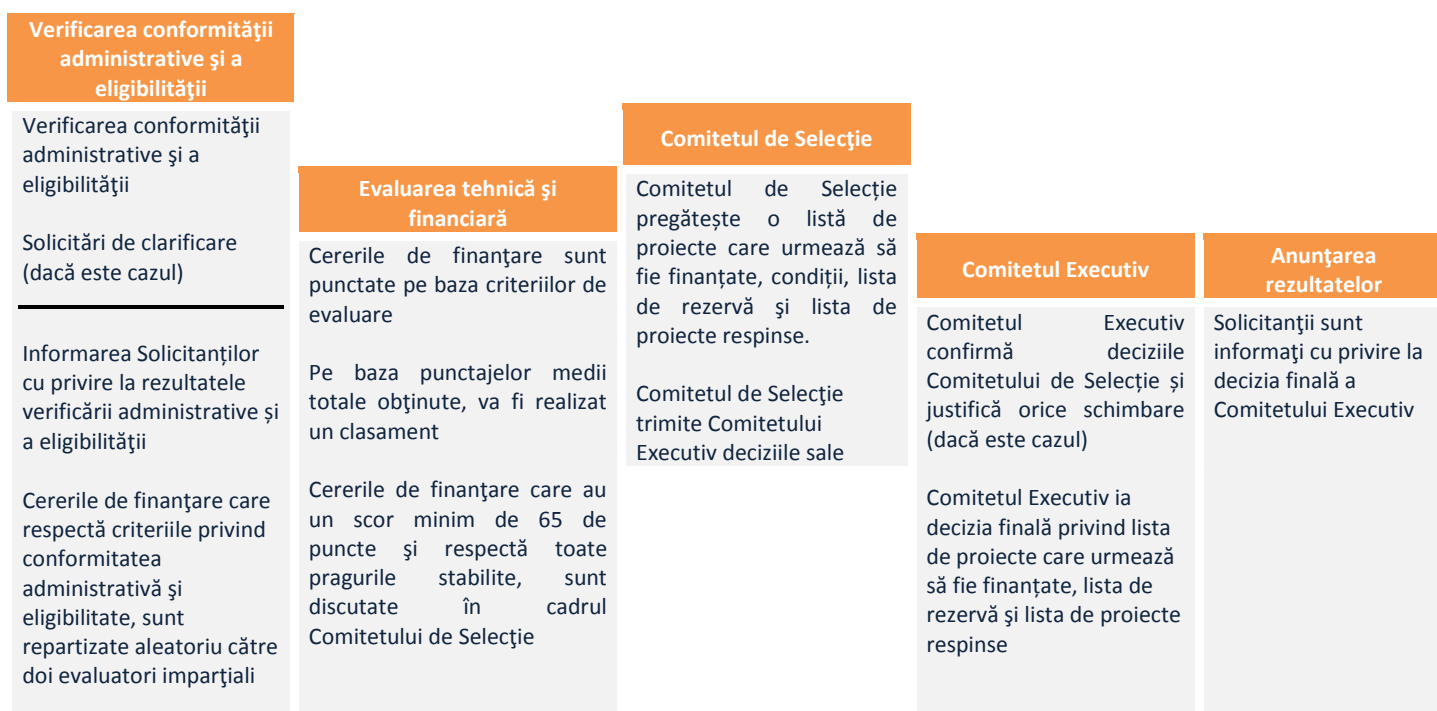 Verificarea conformităţii
administrative şi a
eligibilităţii
Verificarea conformităţii
administrative şi a
eligibilităţii
Solicitări de clarificare
(dacă este cazul)
Informarea Solicitanților
cu privire la rezultatele
verificării administrative și
a eligibilităţii
Cererile de finanţare care
respectă criteriile privind
conformitatea
administrativă şi
eligibilitate, sunt
repartizate aleatoriu către
doi evaluatori imparţiali
Evaluarea tehnică şi
financiară
Cererile de finanţare sunt
punctate pe baza criteriilor de
evaluare
Pe baza punctajelor medii
totale obţinute, va fi realizat
un clasament
Cererile de finanţare care au
un scor minim de 65 de
puncte şi respectă toate
pragurile stabilite, sunt
discutate în cadrul
Comitetului de Selecţie
Comitetul de Selecţie
Comitetul de Selecție
pregătește o listă de
proiecte care urmează să
fie finanțate, condiții, lista
de rezervă şi lista de
proiecte respinse.
Comitetul de Selecţie
trimite Comitetului
Executiv deciziile sale
Comitetul Executiv
Comitetul Executiv
confirmă deciziile
Comitetului de Selecție și
justifică orice schimbare
(dacă este cazul)
Comitetul Executiv ia
decizia finală privind lista
de proiecte care urmează
să fie finanțate, lista de
rezervă şi lista de proiecte
respinse
Anunţarea
rezultatelor
Solicitanţii sunt
informaţi cu privire la
decizia finală a
Comitetului Executiv